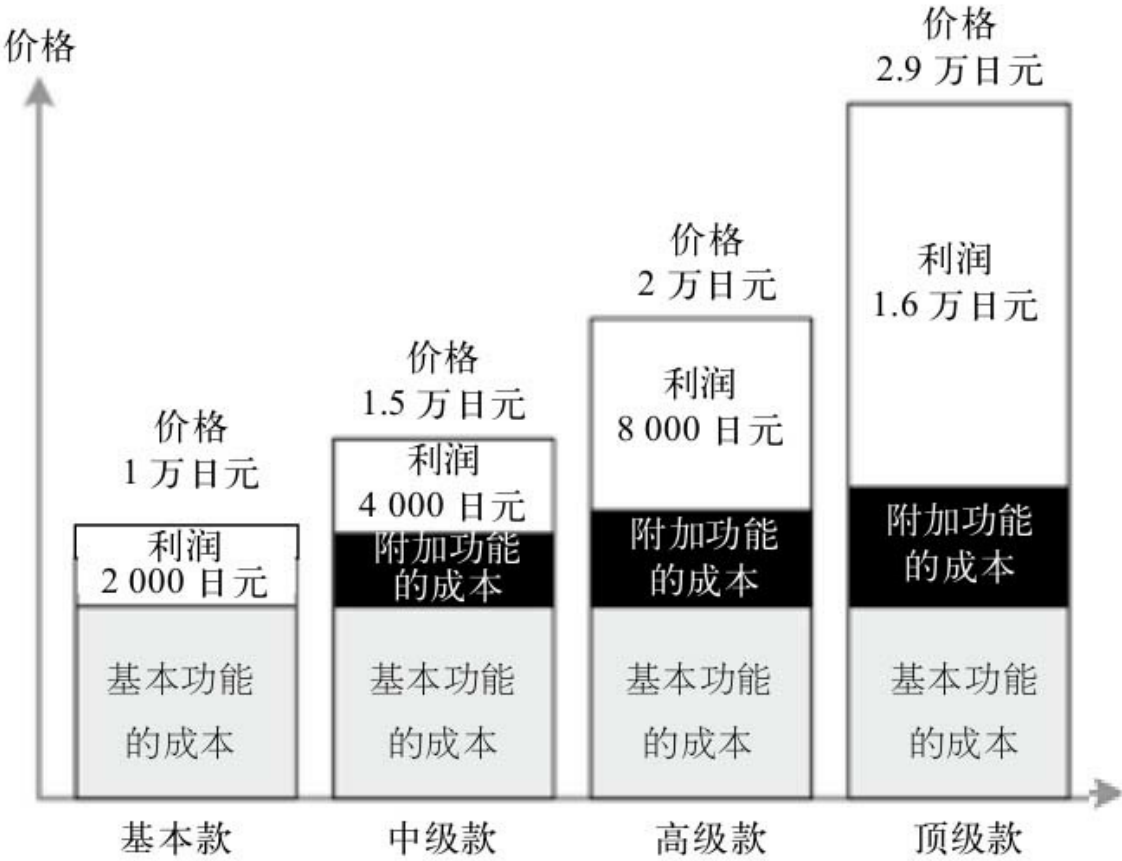 价格
价格
1 万日元
利润
2 000 日元
基本功能
的成本
基本款
价格
1.5 万日元
利润
4 000 日元
附加功能
的成本
基本功能
的成本
中级款
价格
2 万日元
利润
8 000 日元
附加功能
的成本
基本功能
的成本
高级款
价格
2.9 万日元
利润
1.6 万日元
附加功能
的成本
基本功能
的成本
顶级款